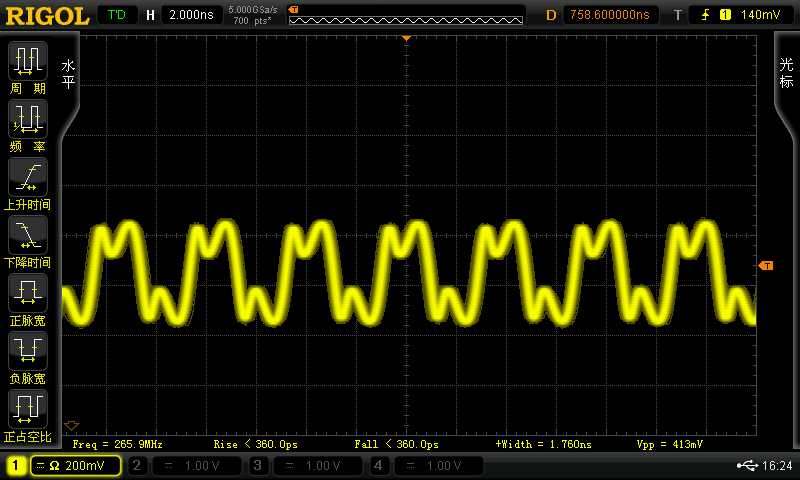 RIGOL T'D H 2.000ns 5.000GSa/s 700 pts* T D 758.600000ns T 1 140mV
水平
光标
周 期
频 率
上升时间
下降时间
正脉宽
负脉宽
正占空比
T
Freq = 265.9MHz Rise < 360.0ps Fall < 360.0ps +Width = 1.760ns Vpp = 413mV
1 = Ω 200mV 2 = 1.00 V 3 = 1.00 V 4 = 1.00 V 16:24